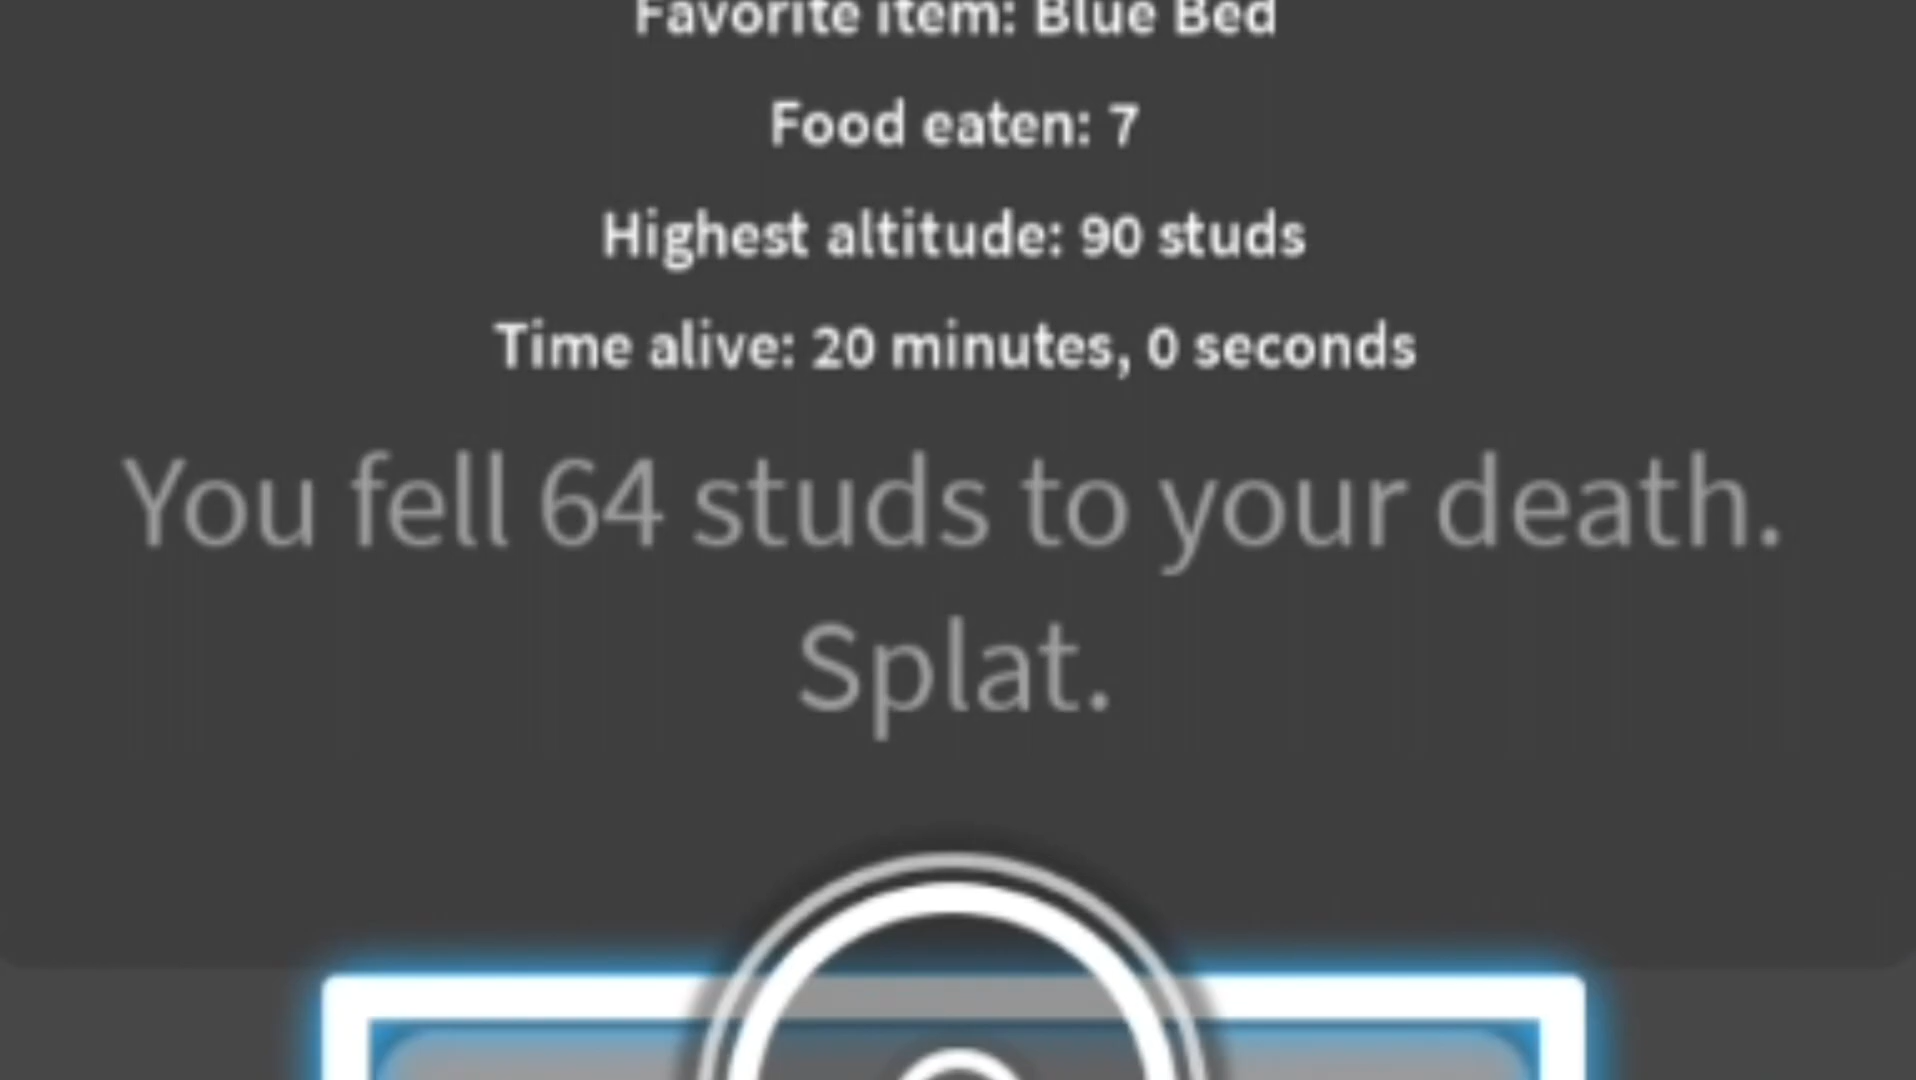 Favorite item: Blue Bed
Food eaten: 7
Highest altitude: 90 studs
Time alive: 20 minutes, 0 seconds
You fell 64 studs to your death.
Splat.